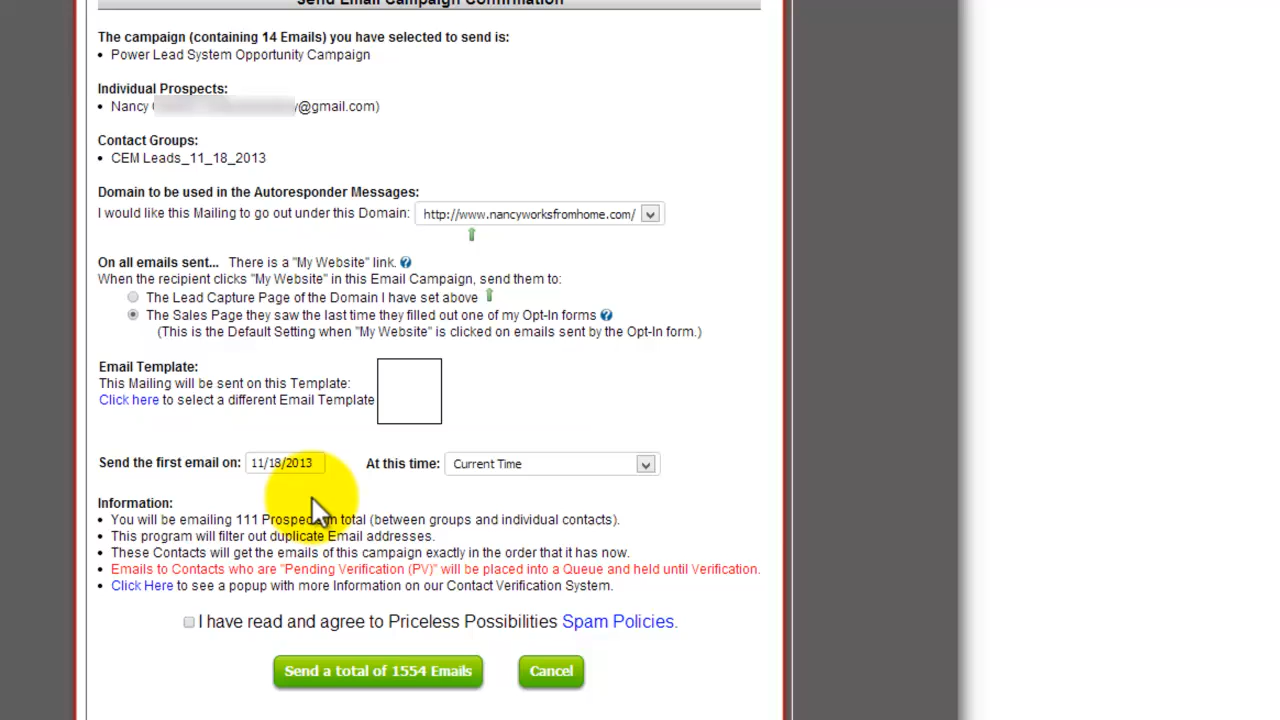 Send Email Campaign Confirmation
The campaign (containing 14 Emails) you have selected to send is:
• Power Lead System Opportunity Campaign
Individual Prospects:
• Nancy y@gmail.com)
Contact Groups:
• CEM Leads_11_18_2013
Domain to be used in the Autoresponder Messages:
I would like this Mailing to go out under this Domain: http://www.nancyworksfromhome.com/
On all emails sent... There is a "My Website" link.
When the recipient clicks "My Website" in this Email Campaign, send them to:
The Lead Capture Page of the Domain I have set above
The Sales Page they saw the last time they filled out one of my Opt-In forms
(This is the Default Setting when "My Website" is clicked on emails sent by the Opt-In form.)
Email Template:
This Mailing will be sent on this Template:
Click here to select a different Email Template
Send the first email on: 11/18/2013 At this time: Current Time
Information:
• You will be emailing 111 Prospects in total (between groups and individual contacts).
• This program will filter out duplicate Email addresses.
• These Contacts will get the emails of this campaign exactly in the order that it has now.
• Emails to Contacts who are "Pending Verification (PV)" will be placed into a Queue and held until Verification.
• Click Here to see a popup with more Information on our Contact Verification System.
I have read and agree to Priceless Possibilities Spam Policies.
Send a total of 1554 Emails Cancel